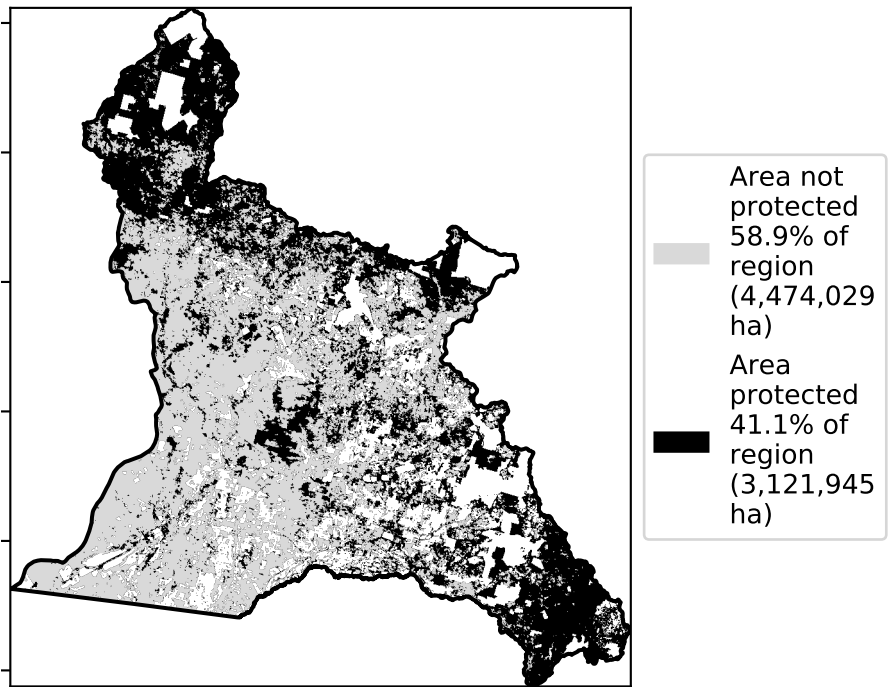 Area not
protected
58.9% of
region
(4,474,029
ha)
Area
protected
41.1% of
region
(3,121,945
ha)